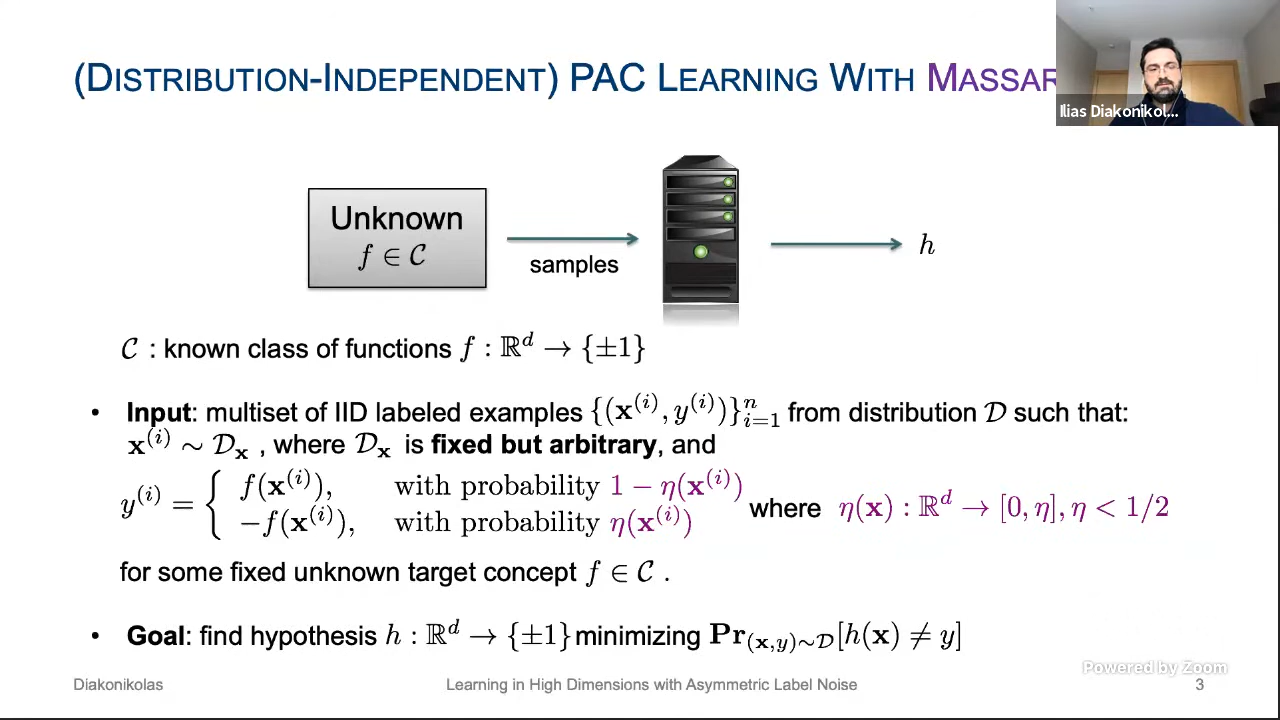 (DISTRIBUTION-INDEPENDENT) PAC LEARNING WITH MASSAR
Ilias Diakonikol...
Unknown
f ∈ 𝒞
samples
h
𝒞 : known class of functions f : ℝ^d → {±1}
• Input: multiset of IID labeled examples {(x^(i), y^(i))}_{i=1}^n from distribution 𝒟 such that:
x^(i) ~ 𝒟_x , where 𝒟_x is fixed but arbitrary, and
y^(i) = { f(x^(i)), with probability 1 − η(x^(i))
−f(x^(i)), with probability η(x^(i))
where η(x) : ℝ^d → [0, η], η < 1/2
for some fixed unknown target concept f ∈ 𝒞 .
• Goal: find hypothesis h : ℝ^d → {±1} minimizing Pr_{(x,y)~𝒟}[h(x) ≠ y]
Powered by Zoom
Diakonikolas
Learning in High Dimensions with Asymmetric Label Noise
3